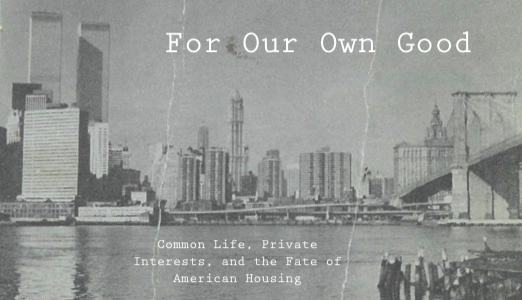 For Our Own Good
Common Life, Private
Interests, and the Fate of
American Housing